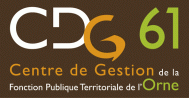 CDG 61
Centre de Gestion de la
Fonction Publique Territoriale de l'Orne